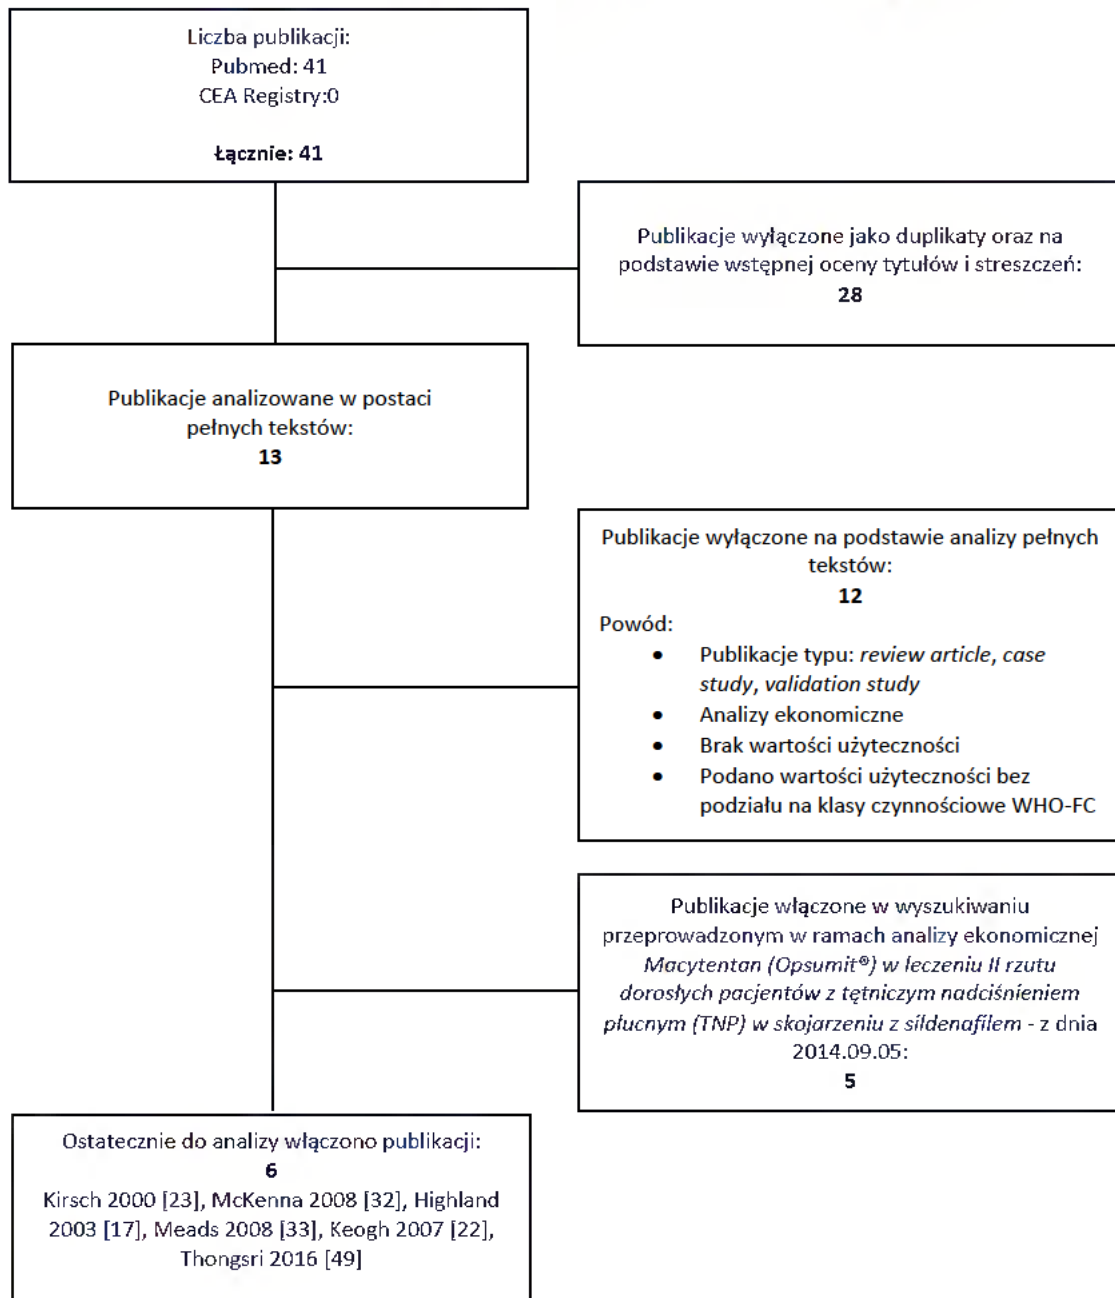 Liczba publikacji:
Pubmed: 41
CEA Registry:0
Łącznie: 41
Publikacje wyłączone jako duplikaty oraz na
podstawie wstępnej oceny tytułów i streszczeń:
28
Publikacje analizowane w postaci
pełnych tekstów:
13
Publikacje wyłączone na podstawie analizy pełnych
tekstów:
12
Powód:
• Publikacje typu: review article, case
study, validation study
• Analizy ekonomiczne
• Brak wartości użyteczności
• Podano wartości użyteczności bez
podziału na klasy czynnościowe WHO-FC
Publikacje włączone w wyszukiwaniu
przeprowadzonym w ramach analizy ekonomicznej
Macytentan (Opsumit®) w leczeniu II rzutu
dorosłych pacjentów z tętniczym nadciśnieniem
płucnym (TNP) w skojarzeniu z sildenafilem - z dnia
2014.09.05:
5
Ostatecznie do analizy włączono publikacji:
6
Kirsch 2000 [23], McKenna 2008 [32], Highland
2003 [17], Meads 2008 [33], Keogh 2007 [22],
Thongsri 2016 [49]